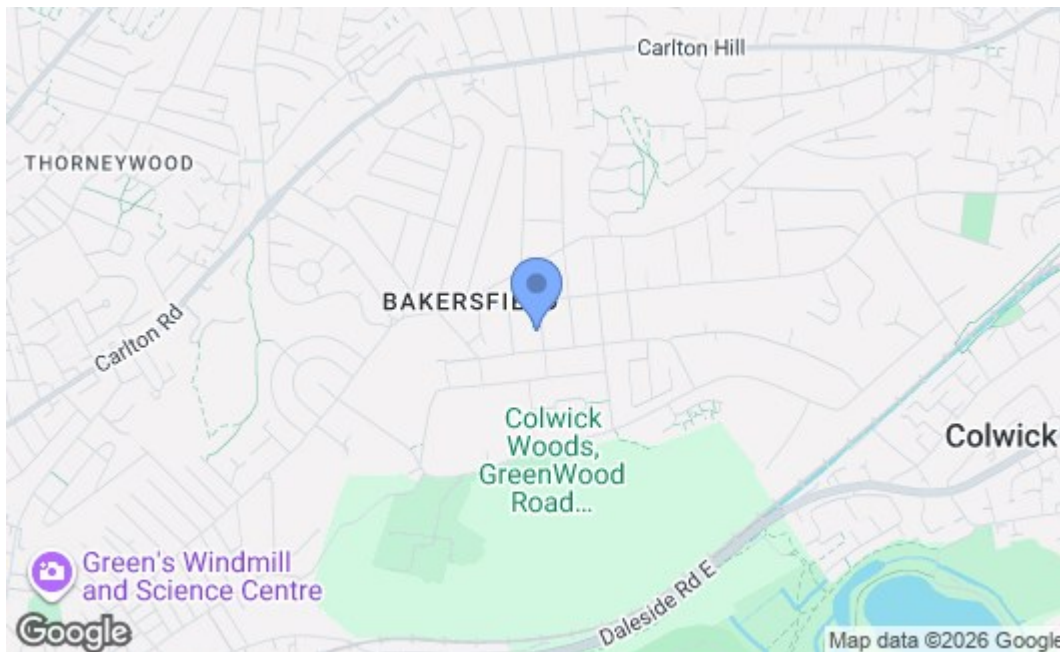 Carlton Hill
THORNEYWOOD
Carlton Rd
Colwick
Woods,
GreenWood
Road...
Colwick
Green's Windmill
and Science Centre
Daleside Rd E
Google
Map data ©2026 Google